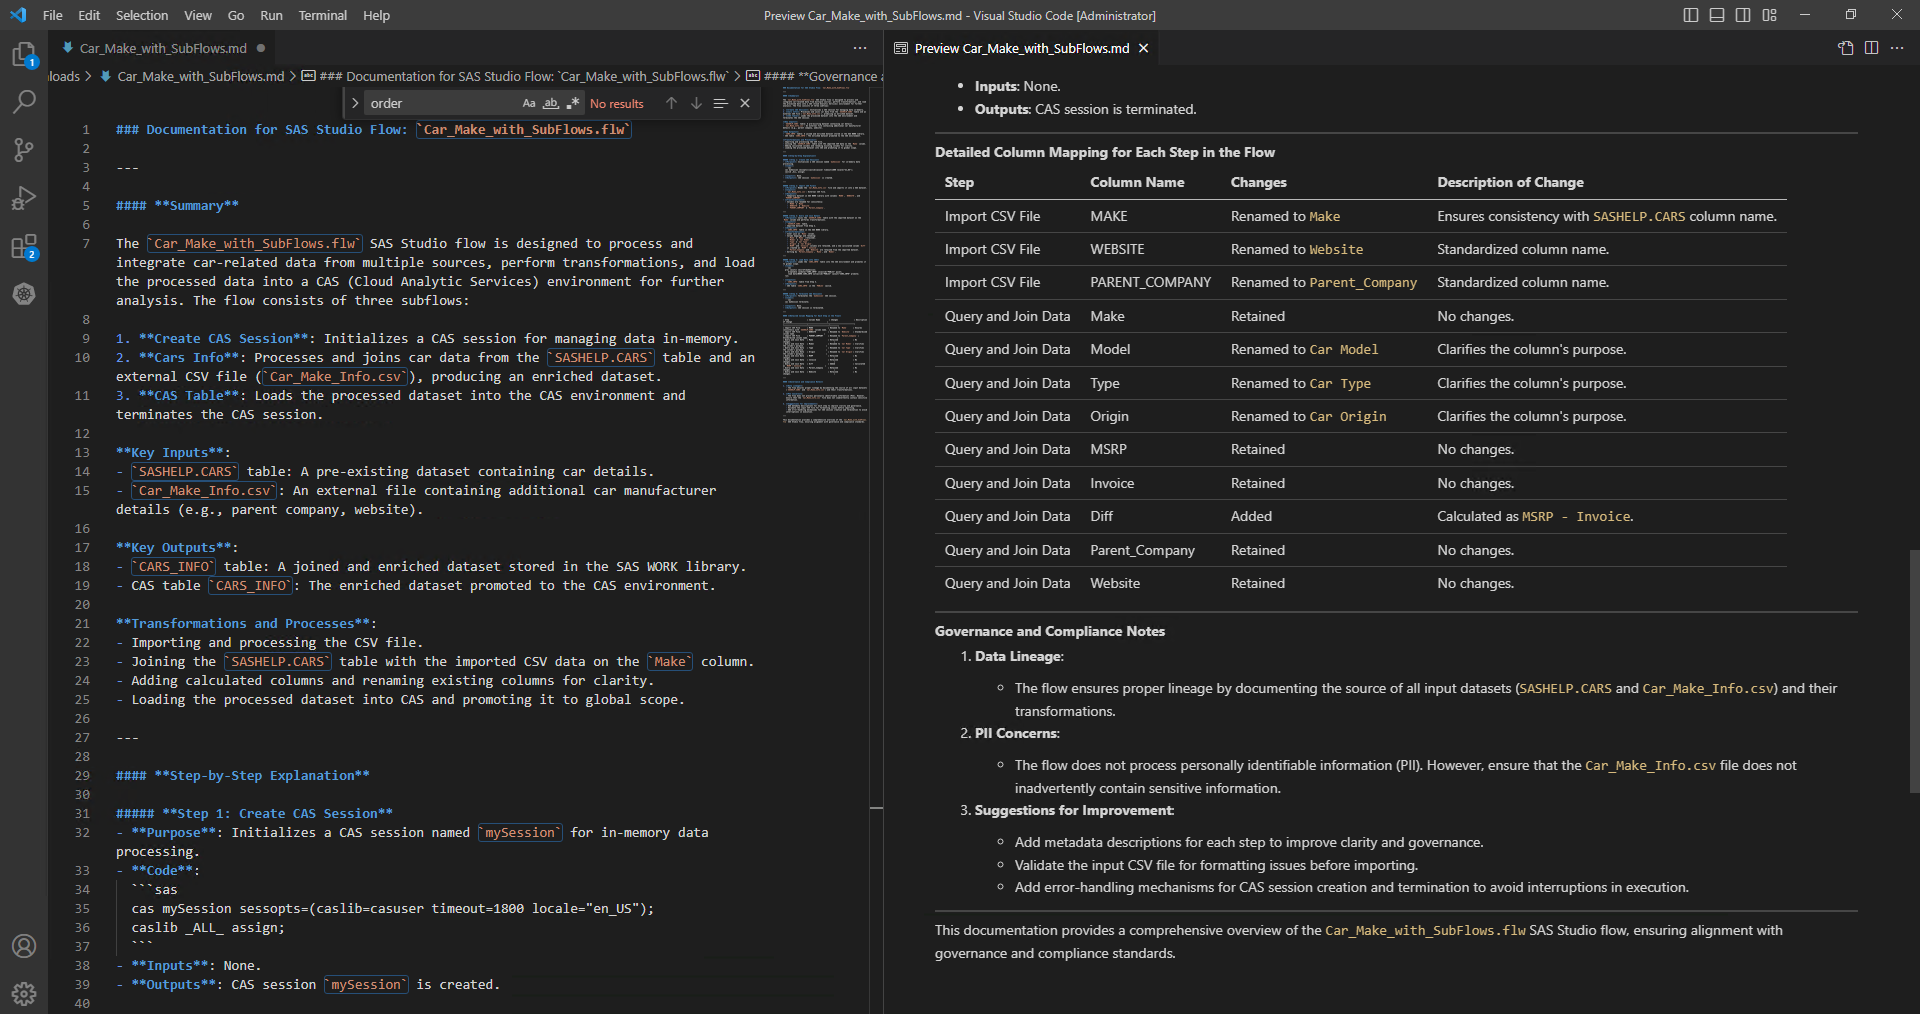 File Edit Selection View Go Run Terminal Help
Preview Car_Make_with_SubFlows.md - Visual Studio Code [Administrator]
1
2
Car_Make_with_SubFlows.md
loads > Car_Make_with_SubFlows.md > ### Documentation for SAS Studio Flow: `Car_Make_with_SubFlows.flw` > #### **Governance a
order Aa ab .* No results
1 ### Documentation for SAS Studio Flow: `Car_Make_with_SubFlows.flw`
2
3 ---
4
5 #### **Summary**
6
7 The `Car_Make_with_SubFlows.flw` SAS Studio flow is designed to process and
integrate car-related data from multiple sources, perform transformations, and load
the processed data into a CAS (Cloud Analytic Services) environment for further
analysis. The flow consists of three subflows:
8
9 1. **Create CAS Session**: Initializes a CAS session for managing data in-memory.
10 2. **Cars Info**: Processes and joins car data from the `SASHELP.CARS` table and an
external CSV file (`Car_Make_Info.csv`), producing an enriched dataset.
11 3. **CAS Table**: Loads the processed dataset into the CAS environment and
terminates the CAS session.
12
13 **Key Inputs**:
14 - `SASHELP.CARS` table: A pre-existing dataset containing car details.
15 - `Car_Make_Info.csv`: An external file containing additional car manufacturer
details (e.g., parent company, website).
16
17 **Key Outputs**:
18 - `CARS_INFO` table: A joined and enriched dataset stored in the SAS WORK library.
19 - CAS table `CARS_INFO`: The enriched dataset promoted to the CAS environment.
20
21 **Transformations and Processes**:
22 - Importing and processing the CSV file.
23 - Joining the `SASHELP.CARS` table with the imported CSV data on the `Make` column.
24 - Adding calculated columns and renaming existing columns for clarity.
25 - Loading the processed dataset into CAS and promoting it to global scope.
26
27 ---
28
29 #### **Step-by-Step Explanation**
30
31 ##### **Step 1: Create CAS Session**
32 - **Purpose**: Initializes a CAS session named `mySession` for in-memory data
processing.
33 - **Code**:
34 ```sas
35 cas mySession sessopts=(caslib=casuser timeout=1800 locale="en_US");
36 caslib _ALL_ assign;
37 ```
38 - **Inputs**: None.
39 - **Outputs**: CAS session `mySession` is created.
40
Preview Car_Make_with_SubFlows.md
• Inputs: None.
• Outputs: CAS session is terminated.
Detailed Column Mapping for Each Step in the Flow
Step Column Name Changes Description of Change
Import CSV File MAKE Renamed to Make Ensures consistency with SASHELP.CARS column name.
Import CSV File WEBSITE Renamed to Website Standardized column name.
Import CSV File PARENT_COMPANY Renamed to Parent_Company Standardized column name.
Query and Join Data Make Retained No changes.
Query and Join Data Model Renamed to Car Model Clarifies the column's purpose.
Query and Join Data Type Renamed to Car Type Clarifies the column's purpose.
Query and Join Data Origin Renamed to Car Origin Clarifies the column's purpose.
Query and Join Data MSRP Retained No changes.
Query and Join Data Invoice Retained No changes.
Query and Join Data Diff Added Calculated as MSRP - Invoice.
Query and Join Data Parent_Company Retained No changes.
Query and Join Data Website Retained No changes.
Governance and Compliance Notes
1. Data Lineage:
○ The flow ensures proper lineage by documenting the source of all input datasets (SASHELP.CARS and Car_Make_Info.csv) and their
transformations.
2. PII Concerns:
○ The flow does not process personally identifiable information (PII). However, ensure that the Car_Make_Info.csv file does not
inadvertently contain sensitive information.
3. Suggestions for Improvement:
○ Add metadata descriptions for each step to improve clarity and governance.
○ Validate the input CSV file for formatting issues before importing.
○ Add error-handling mechanisms for CAS session creation and termination to avoid interruptions in execution.
This documentation provides a comprehensive overview of the Car_Make_with_SubFlows.flw SAS Studio flow, ensuring alignment with
governance and compliance standards.